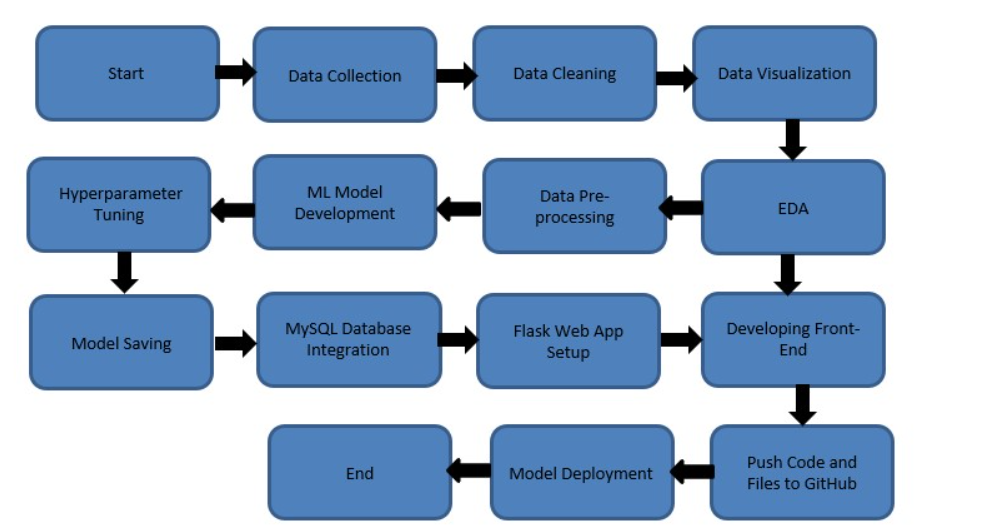 Start
Data Collection
Data Cleaning
Data Visualization
Hyperparameter
Tuning
ML Model
Development
Data Pre-
processing
EDA
Model Saving
MySQL Database
Integration
Flask Web App
Setup
Developing Front-
End
End
Model Deployment
Push Code and
Files to GitHub